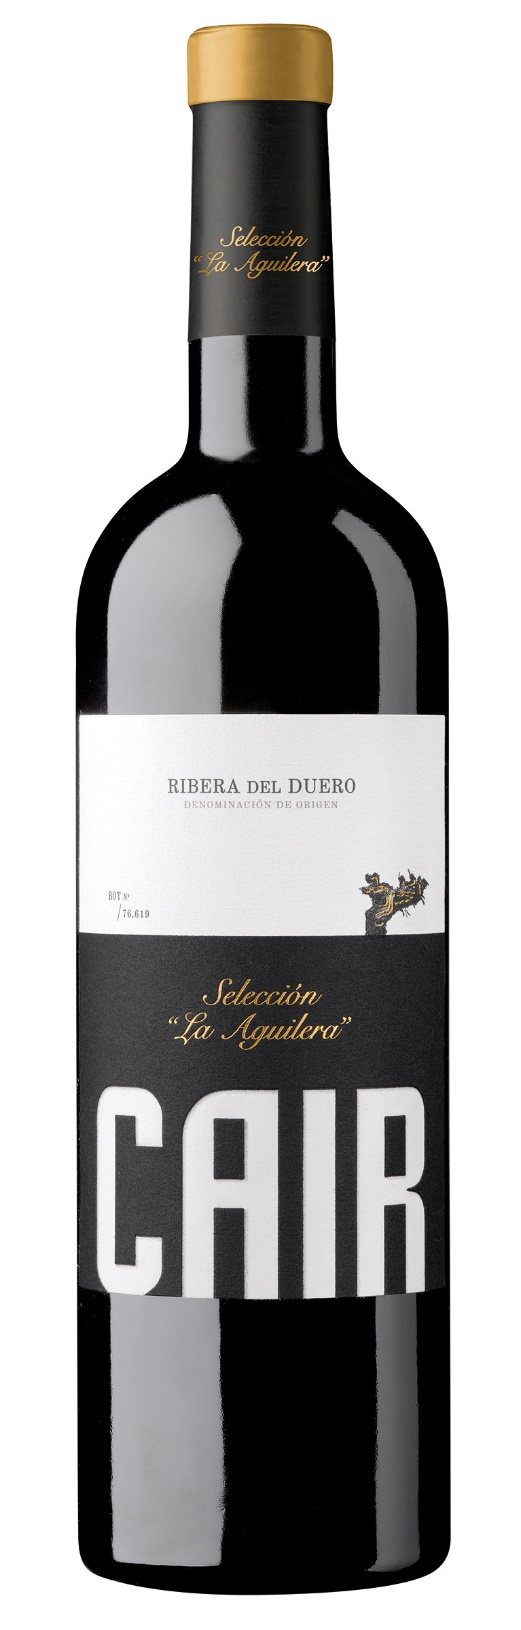 Selección
“La Aguilera”
RIBERA DEL DUERO
DENOMINACIÓN DE ORIGEN
BOT Nº
/76.619
Selección
“La Aguilera”
CAIR